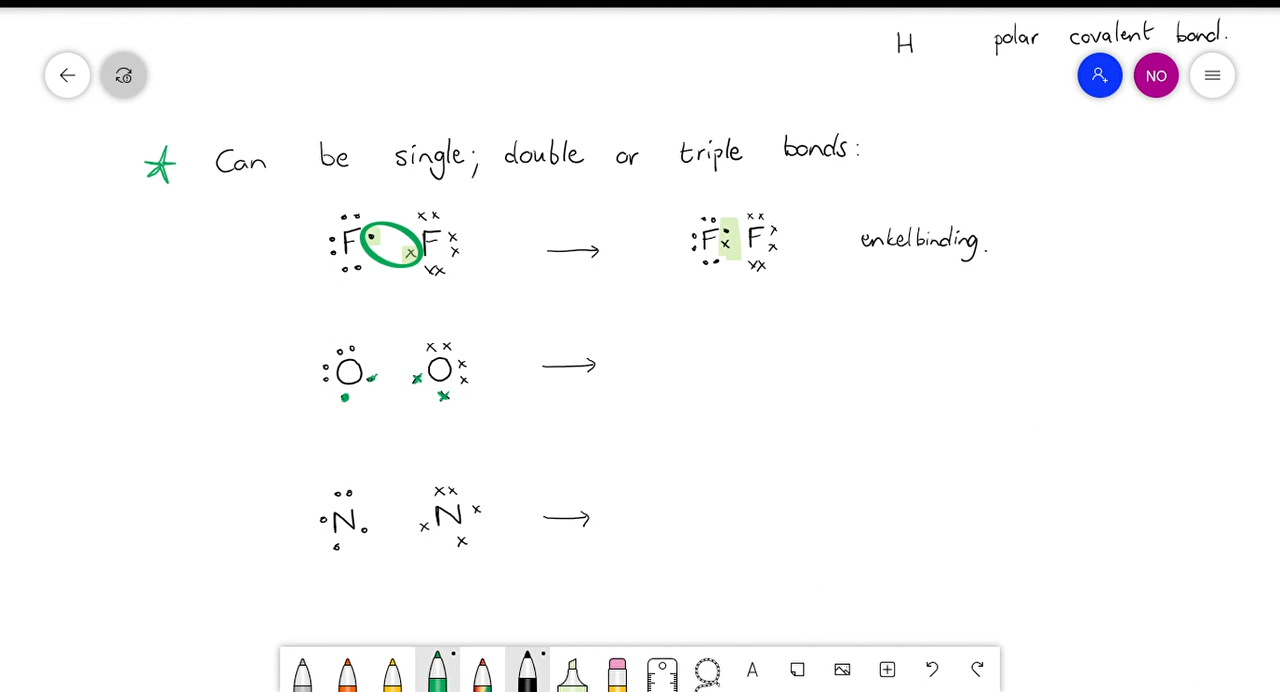 H polar covalent bond.
NO
* Can be single; double or triple bonds:
F F → F F enkelbinding.
O O →
N N →
A